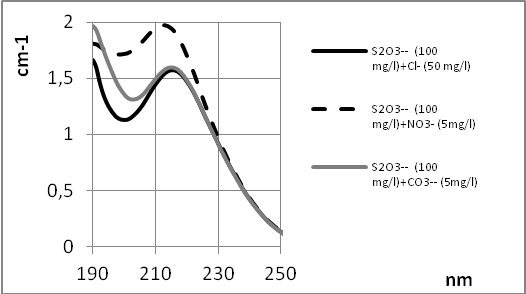 cm-1
2
1,5
1
0,5
0
190 210 230 250
nm
S2O3-- (100
mg/l)+Cl- (50 mg/l)
S2O3-- (100
mg/l)+NO3- (5mg/l)
S2O3-- (100
mg/l)+CO3-- (5mg/l)